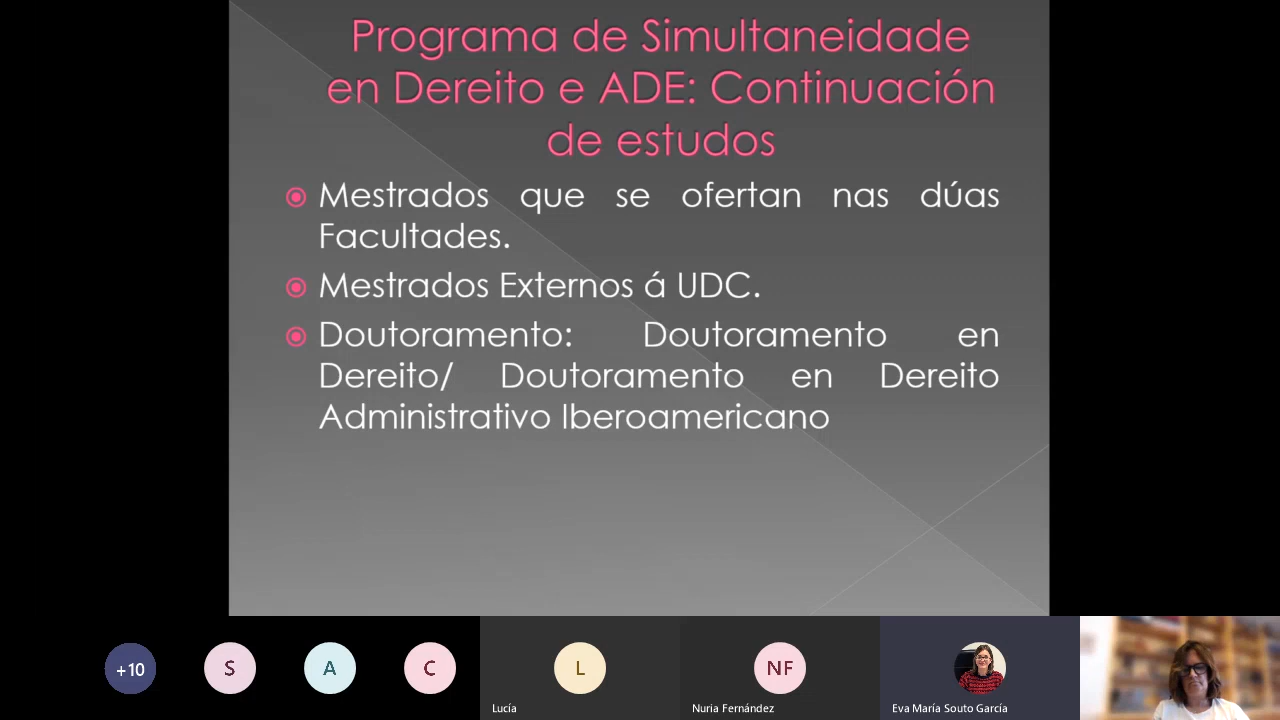 Programa de Simultaneidade
en Dereito e ADE: Continuación
de estudos
Mestrados que se ofertan nas dúas
Facultades.
Mestrados Externos á UDC.
Doutoramento: Doutoramento en
Dereito/ Doutoramento en Dereito
Administrativo Iberoamericano
+10
S
A
C
L
NF
Lucía
Nuria Fernández
Eva María Souto García